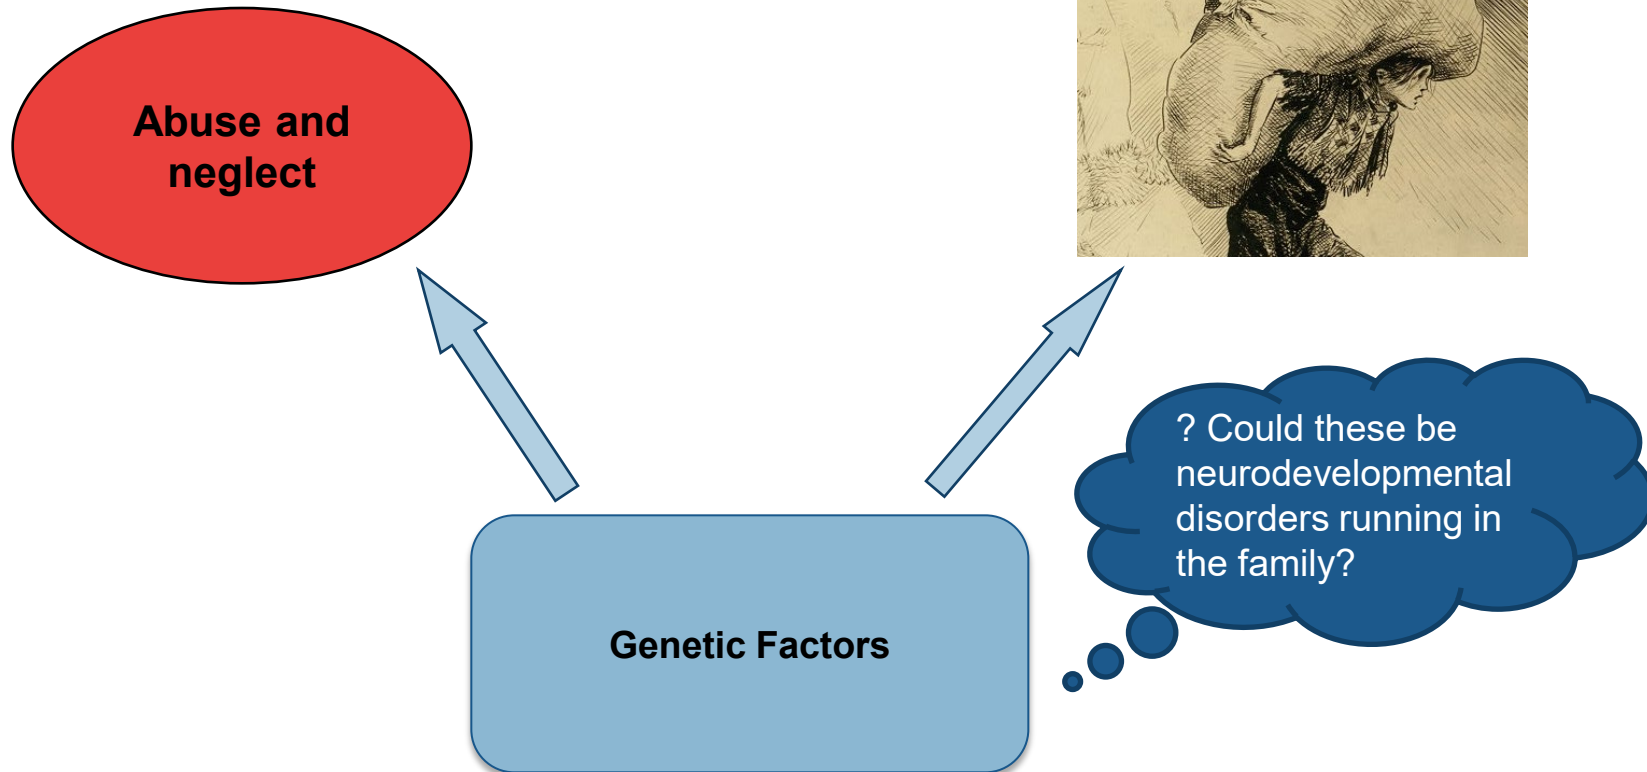 Abuse and
neglect
? Could these be
neurodevelopmental
disorders running in
the family?
Genetic Factors